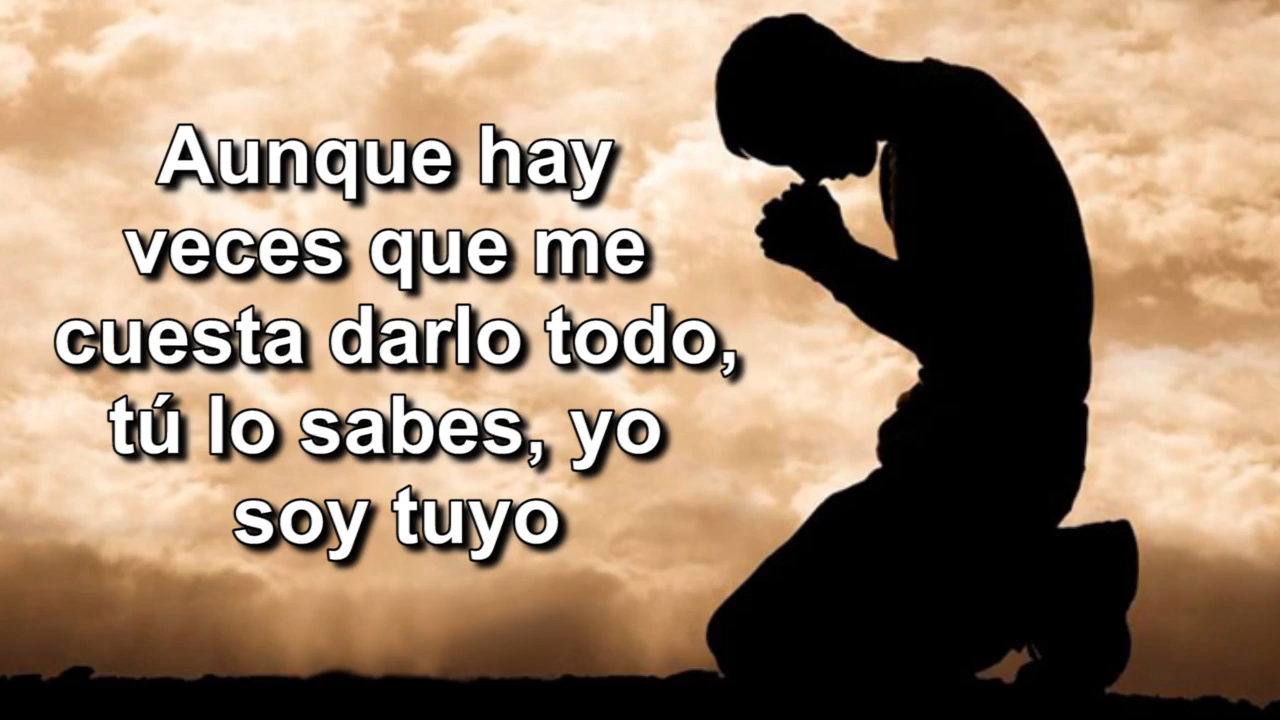 Aunque hay
veces que me
cuesta darlo todo,
tú lo sabes, yo
soy tuyo